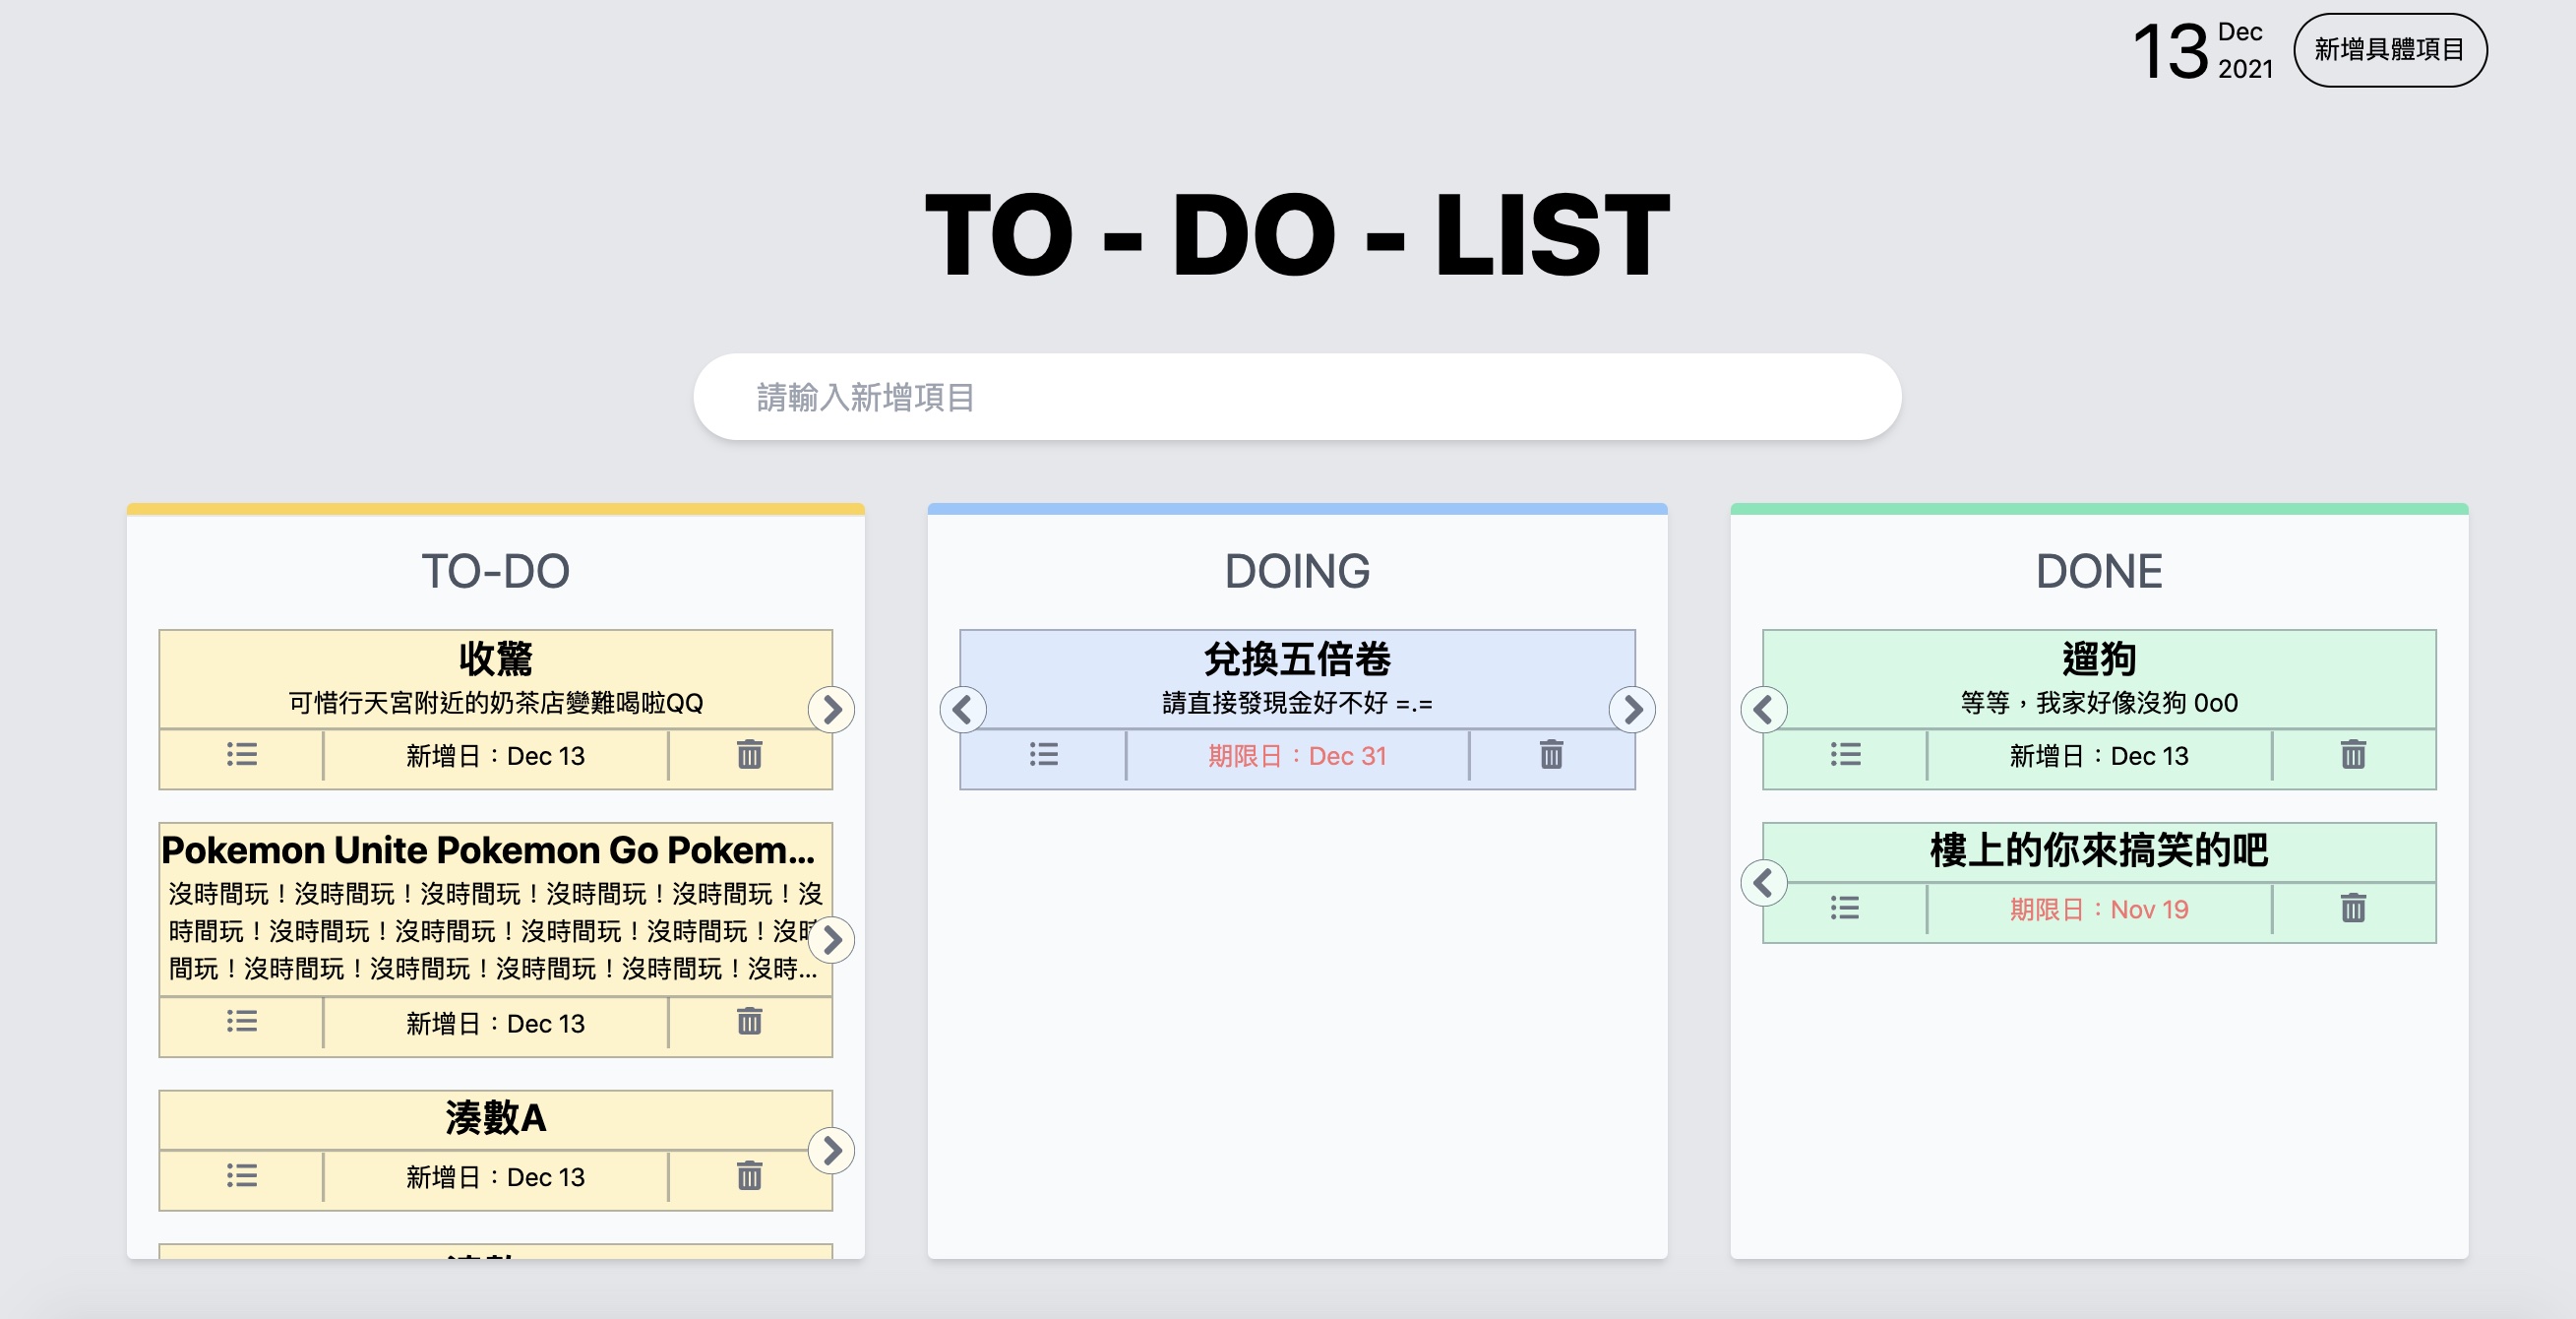 13 Dec
2021
新增具體項目
TO - DO - LIST
請輸入新增項目
TO-DO
收驚
可惜行天宮附近的奶茶店變難喝啦QQ
新增日：Dec 13
Pokemon Unite Pokemon Go Pokem...
沒時間玩！沒時間玩！沒時間玩！沒時間玩！沒時間玩！沒
時間玩！沒時間玩！沒時間玩！沒時間玩！沒時間玩！沒時
間玩！沒時間玩！沒時間玩！沒時間玩！沒時間玩！沒時...
新增日：Dec 13
湊數A
新增日：Dec 13
DOING
兌換五倍卷
請直接發現金好不好 =.=
期限日：Dec 31
DONE
遛狗
等等，我家好像沒狗 0o0
新增日：Dec 13
樓上的你來搞笑的吧
期限日：Nov 19